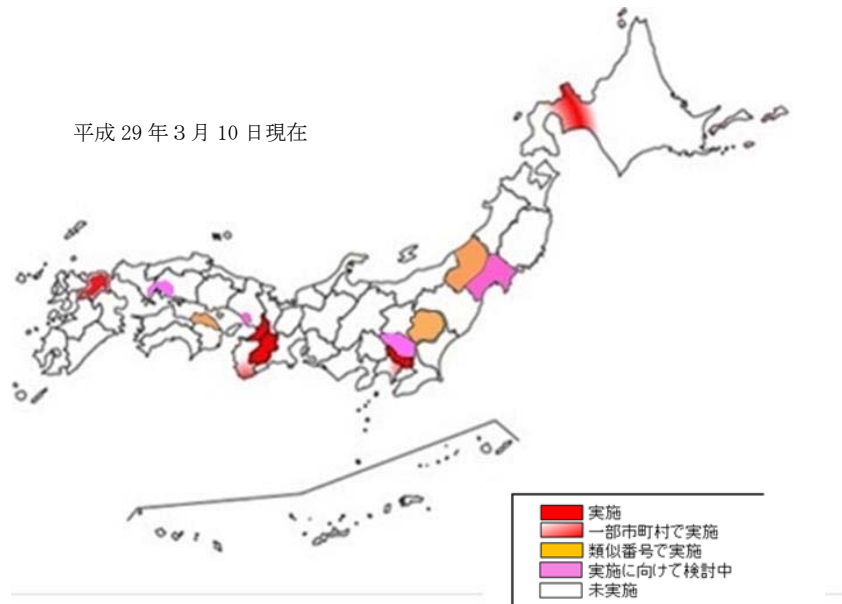 平成 29 年３月 10 日現在
実施
一部市町村で実施
類似番号で実施
実施に向けて検討中
未実施